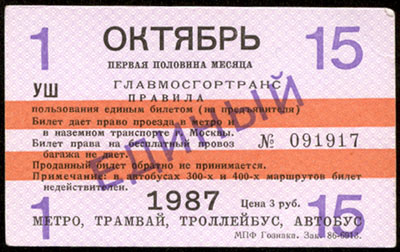 1 ОКТЯБРЬ 15
ПЕРВАЯ ПОЛОВИНА МЕСЯЦА
УШ ГЛАВМОСГОРТРАНС
ПРАВИЛА
пользования единым билетом (на предъявителя)
Билет дает право проезда в метро и
в наземном транспорте г. Москвы.
Билет права на бесплатный провоз
багажа не дает.
№ 091917
Проданный билет обратно не принимается.
Примечание: в автобусах 300-х и 400-х маршрутов билет
недействителен.
ЕДИНЫЙ
1 1987 Цена 3 руб. 15
МЕТРО, ТРАМВАЙ, ТРОЛЛЕЙБУС, АВТОБУС
МПФ Гознака. Зак.